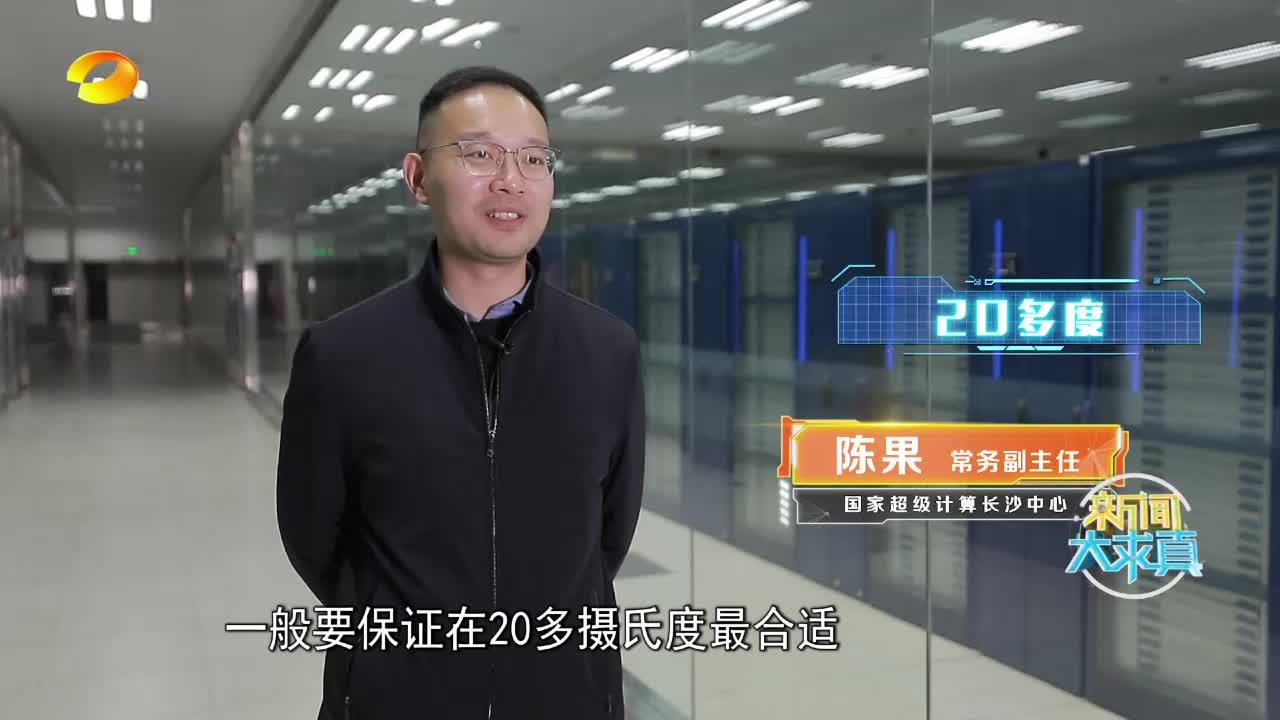 20多度
陈果 常务副主任
国家超级计算长沙中心
新闻
大求真
一般要保证在20多摄氏度最合适